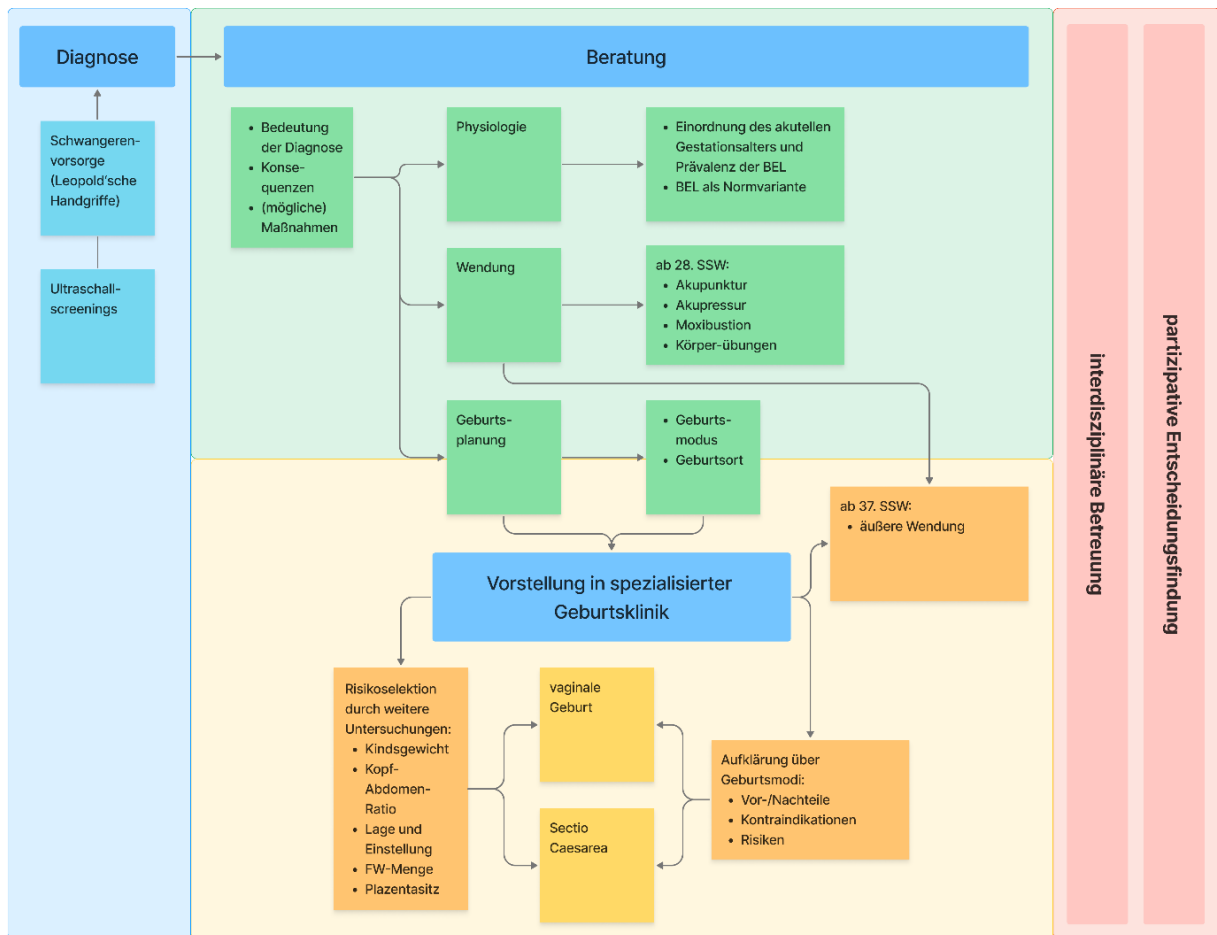 Diagnose
Beratung
Schwangeren-
vorsorge
(Leopold'sche
Handgriffe)
Ultraschall-
screenings
• Bedeutung
der Diagnose
• Konse-
quenzen
• (mögliche)
Maßnahmen
Physiologie
• Einordnung des akutellen
Gestationsalters und
Prävalenz der BEL
• BEL als Normvariante
Wendung
ab 28. SSW:
• Akupunktur
• Akupressur
• Moxibustion
• Körper-übungen
Geburts-
planung
• Geburts-
modus
• Geburtsort
ab 37. SSW:
• äußere Wendung
Vorstellung in spezialisierter
Geburtsklinik
Risikoselektion
durch weitere
Untersuchungen:
• Kindsgewicht
• Kopf-
Abdomen-
Ratio
• Lage und
Einstellung
• FW-Menge
• Plazentasitz
vaginale
Geburt
Sectio
Caesarea
Aufklärung über
Geburtsmodi:
• Vor-/Nachteile
• Kontraindikationen
• Risiken
interdisziplinäre Betreuung
partizipative Entscheidungsfindung